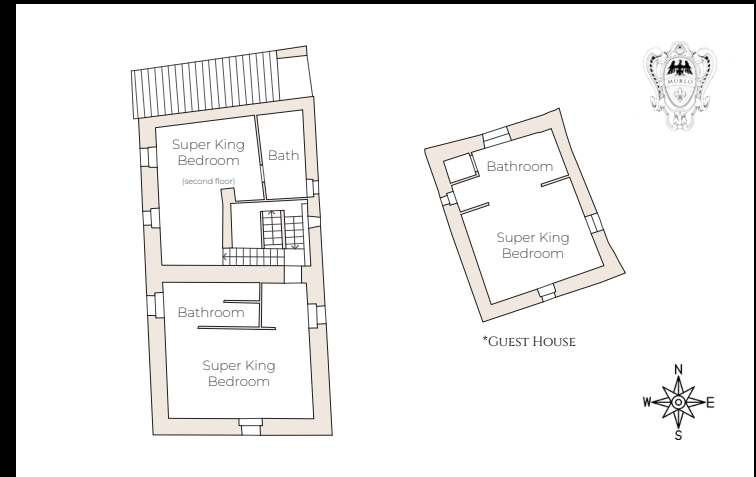 MURLO
Super King
Bedroom
(second floor)
Bath
Bathroom
Super King
Bedroom
Bathroom
Super King
Bedroom
*Guest House
N
W
E
S